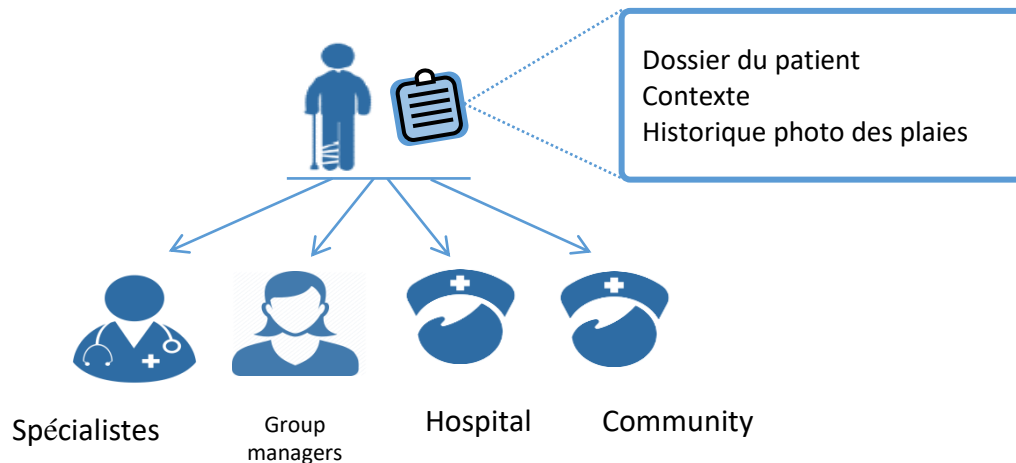 Dossier du patient
Contexte
Historique photo des plaies
Spécialistes
Group
managers
Hospital
Community